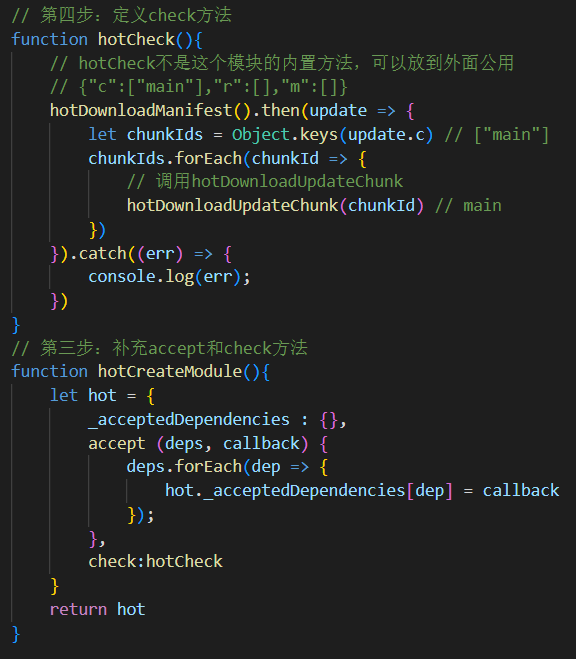 // 第四步：定义check方法
function hotCheck(){
    // hotCheck不是这个模块的内置方法，可以放到外面公用
    // {"c":["main"],"r":[],"m":[]}
    hotDownloadManifest().then(update => {
        let chunkIds = Object.keys(update.c) // ["main"]
        chunkIds.forEach(chunkId => {
            // 调用hotDownloadUpdateChunk
            hotDownloadUpdateChunk(chunkId) // main
        })
    }).catch((err) => {
        console.log(err);
    })
}
// 第三步：补充accept和check方法
function hotCreateModule(){
    let hot = {
        _acceptedDependencies : {},
        accept (deps, callback) {
            deps.forEach(dep => {
                hot._acceptedDependencies[dep] = callback
            });
        },
        check:hotCheck
    }
    return hot
}